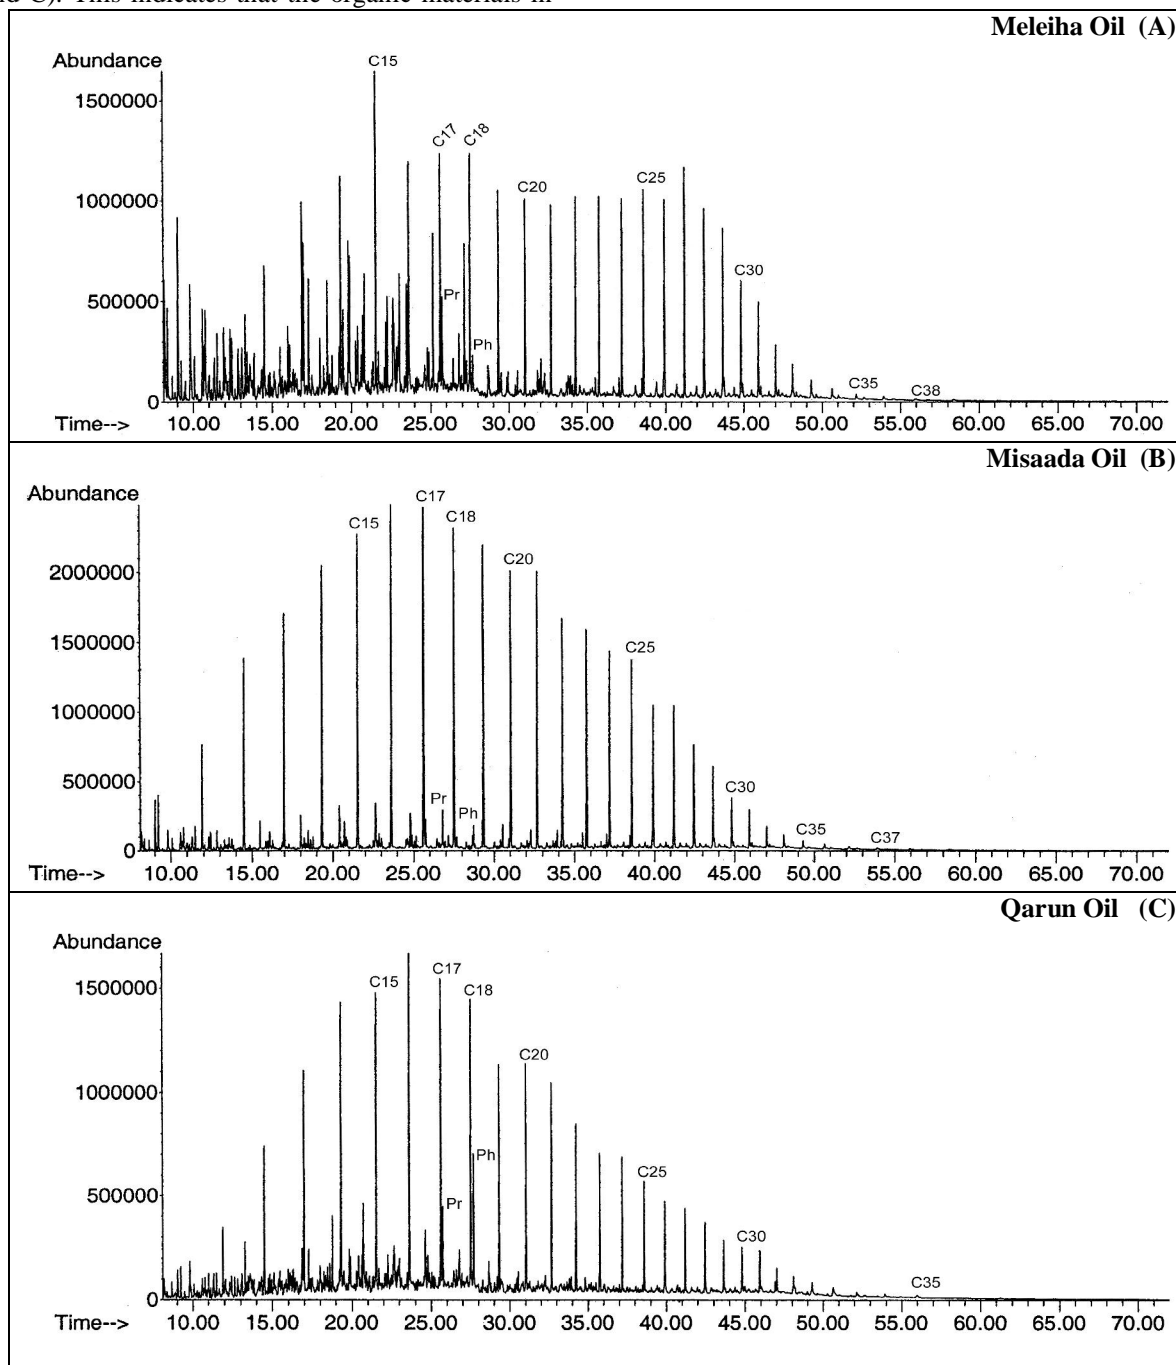 nd C). This indicates that the organic materials in
Meleiha Oil (A)
Abundance
C15
1500000
C17
C18
C20
C25
1000000
500000
Pr
Ph
C30
C35
C38
0
Time--> 10.00 15.00 20.00 25.00 30.00 35.00 40.00 45.00 50.00 55.00 60.00 65.00 70.00
Misaada Oil (B)
Abundance
C17
C15
C18
C20
2000000
1500000
C25
1000000
500000
Pr
Ph
C30
C35
C37
0
Time--> 10.00 15.00 20.00 25.00 30.00 35.00 40.00 45.00 50.00 55.00 60.00 65.00 70.00
Qarun Oil (C)
Abundance
C15
C17
C18
1500000
C20
1000000
Ph
C25
500000
Pr
C30
C35
0
Time--> 10.00 15.00 20.00 25.00 30.00 35.00 40.00 45.00 50.00 55.00 60.00 65.00 70.00